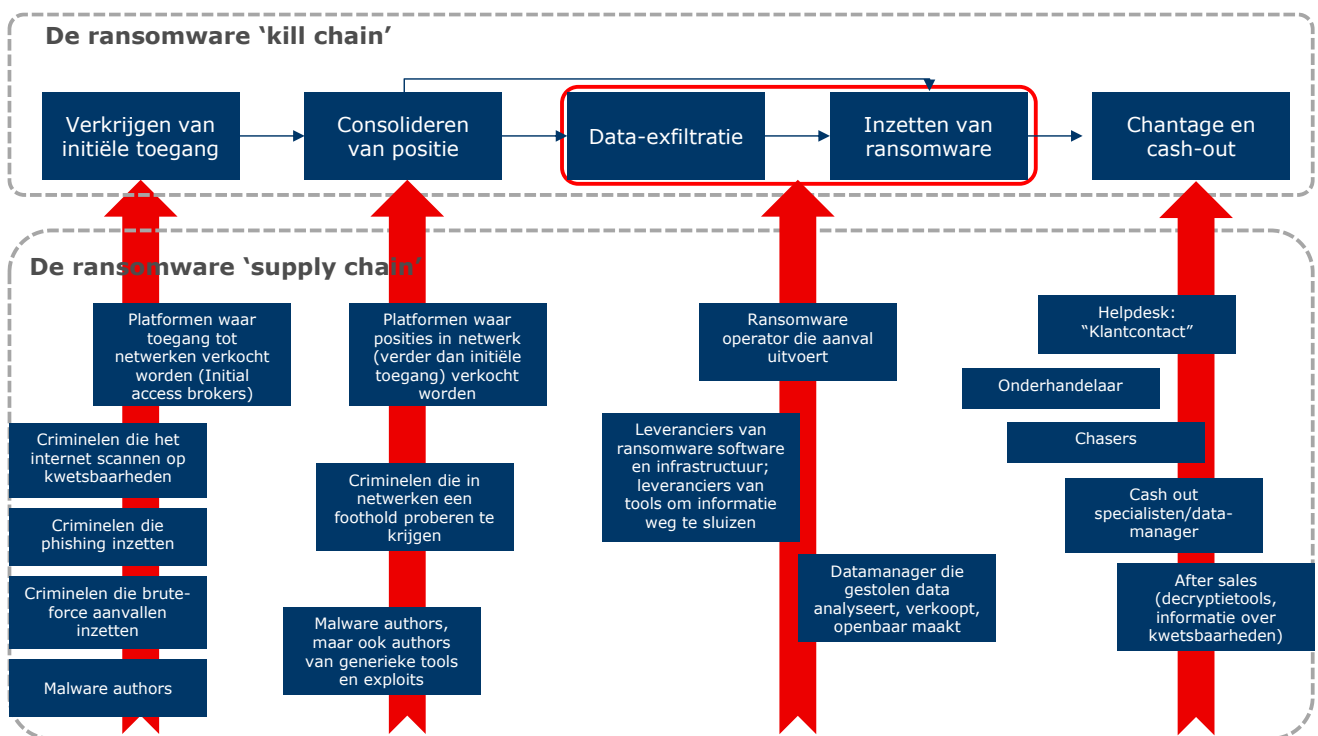 De ransomware ‘kill chain’
Verkrijgen van
initiële toegang
Consolideren
van positie
Data-exfiltratie
Inzetten van
ransomware
Chantage en
cash-out
De ransomware ‘supply chain’
Platformen waar
toegang tot
netwerken verkocht
worden (Initial
access brokers)
Criminelen die het
internet scannen op
kwetsbaarheden
Criminelen die
phishing inzetten
Criminelen die brute-
force aanvallen
inzetten
Malware authors
Platformen waar
posities in netwerk
(verder dan initiële
toegang) verkocht
worden
Criminelen die in
netwerken een
foothold proberen te
krijgen
Malware authors,
maar ook authors
van generieke tools
en exploits
Ransomware
operator die aanval
uitvoert
Leveranciers van
ransomware software
en infrastructuur;
leveranciers van
tools om informatie
weg te sluizen
Datamanager die
gestolen data
analyseert, verkoopt,
openbaar maakt
Helpdesk:
“Klantcontact”
Onderhandelaar
Chasers
Cash out
specialisten/data-
manager
After sales
(decryptietools,
informatie over
kwetsbaarheden)